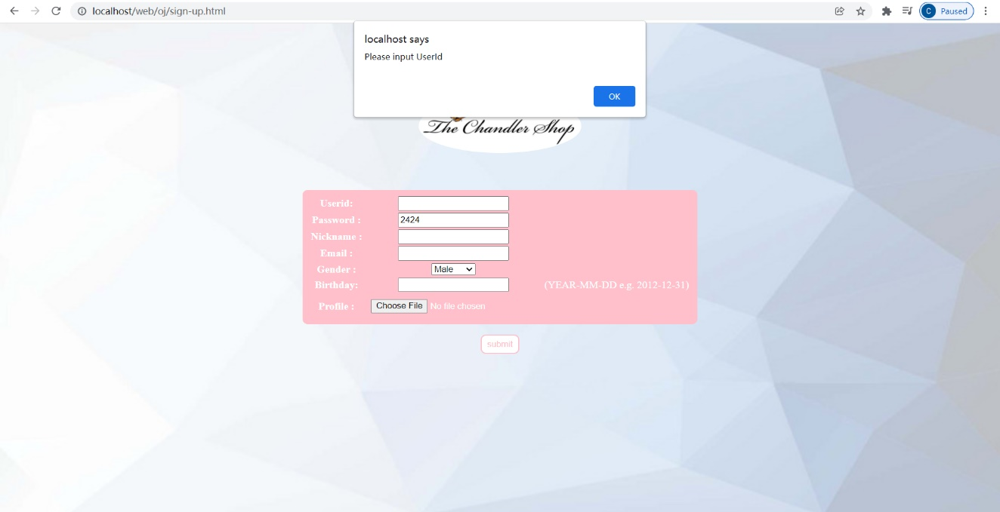 localhost/web/oj/sign-up.html
C Paused
localhost says
Please input UserId
OK
The Chandler Shop
Userid:
Password : 2424
Nickname :
Email :
Gender : Male
Birthday: (YEAR-MM-DD e.g. 2012-12-31)
Profile : Choose File No file chosen
submit